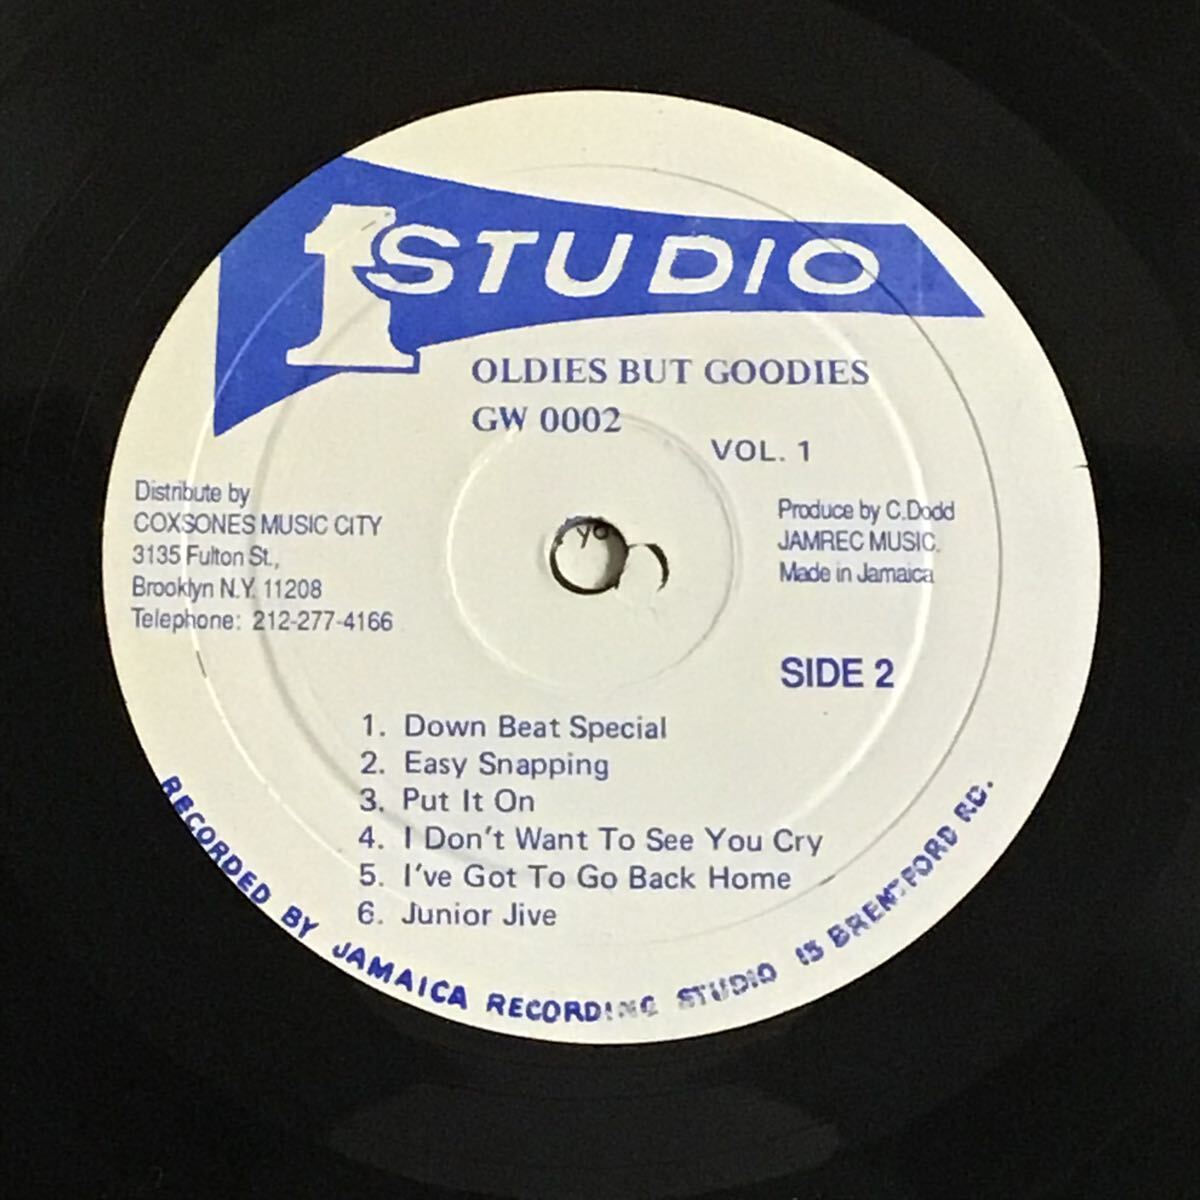 1 STUDIO
OLDIES BUT GOODIES
GW 0002
VOL. 1
Distribute by
COXSONES MUSIC CITY
3135 Fulton St.,
Brooklyn N.Y. 11208
Telephone: 212-277-4166
Produce by C.Dodd
JAMREC MUSIC.
Made in Jamaica
SIDE 2
1. Down Beat Special
2. Easy Snapping
3. Put It On
4. I Don't Want To See You Cry
5. I've Got To Go Back Home
6. Junior Jive
RECORDED BY JAMAICA RECORDING STUDIO 13 BRENTFORD RD.